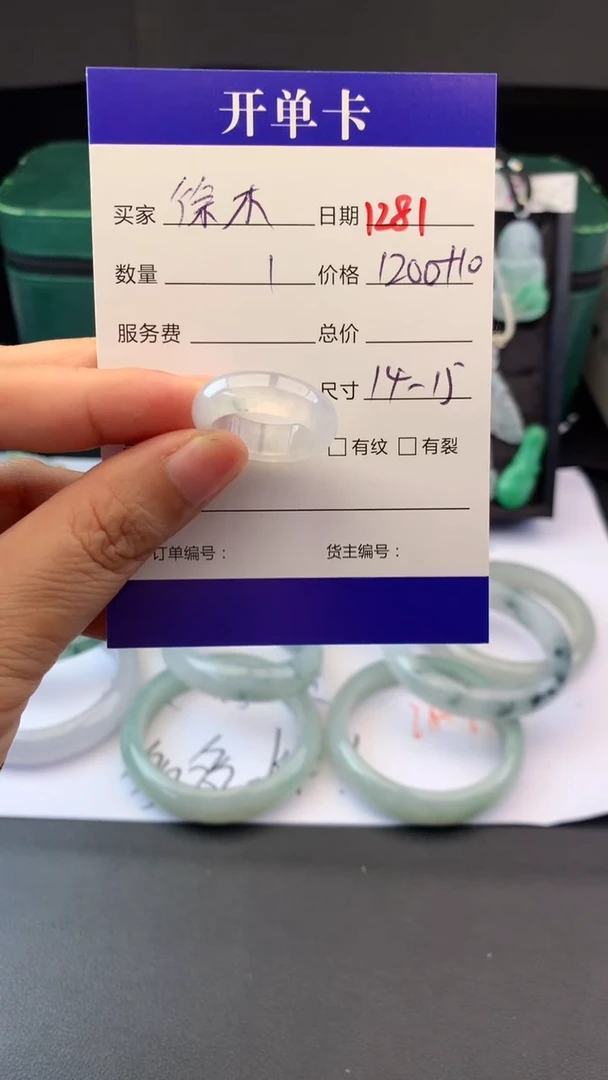 开单卡
买家 徐木 日期 1281
数量 1 价格 1200+10
服务费 总价
尺寸 14-15
有纹 有裂
订单编号： 货主编号：